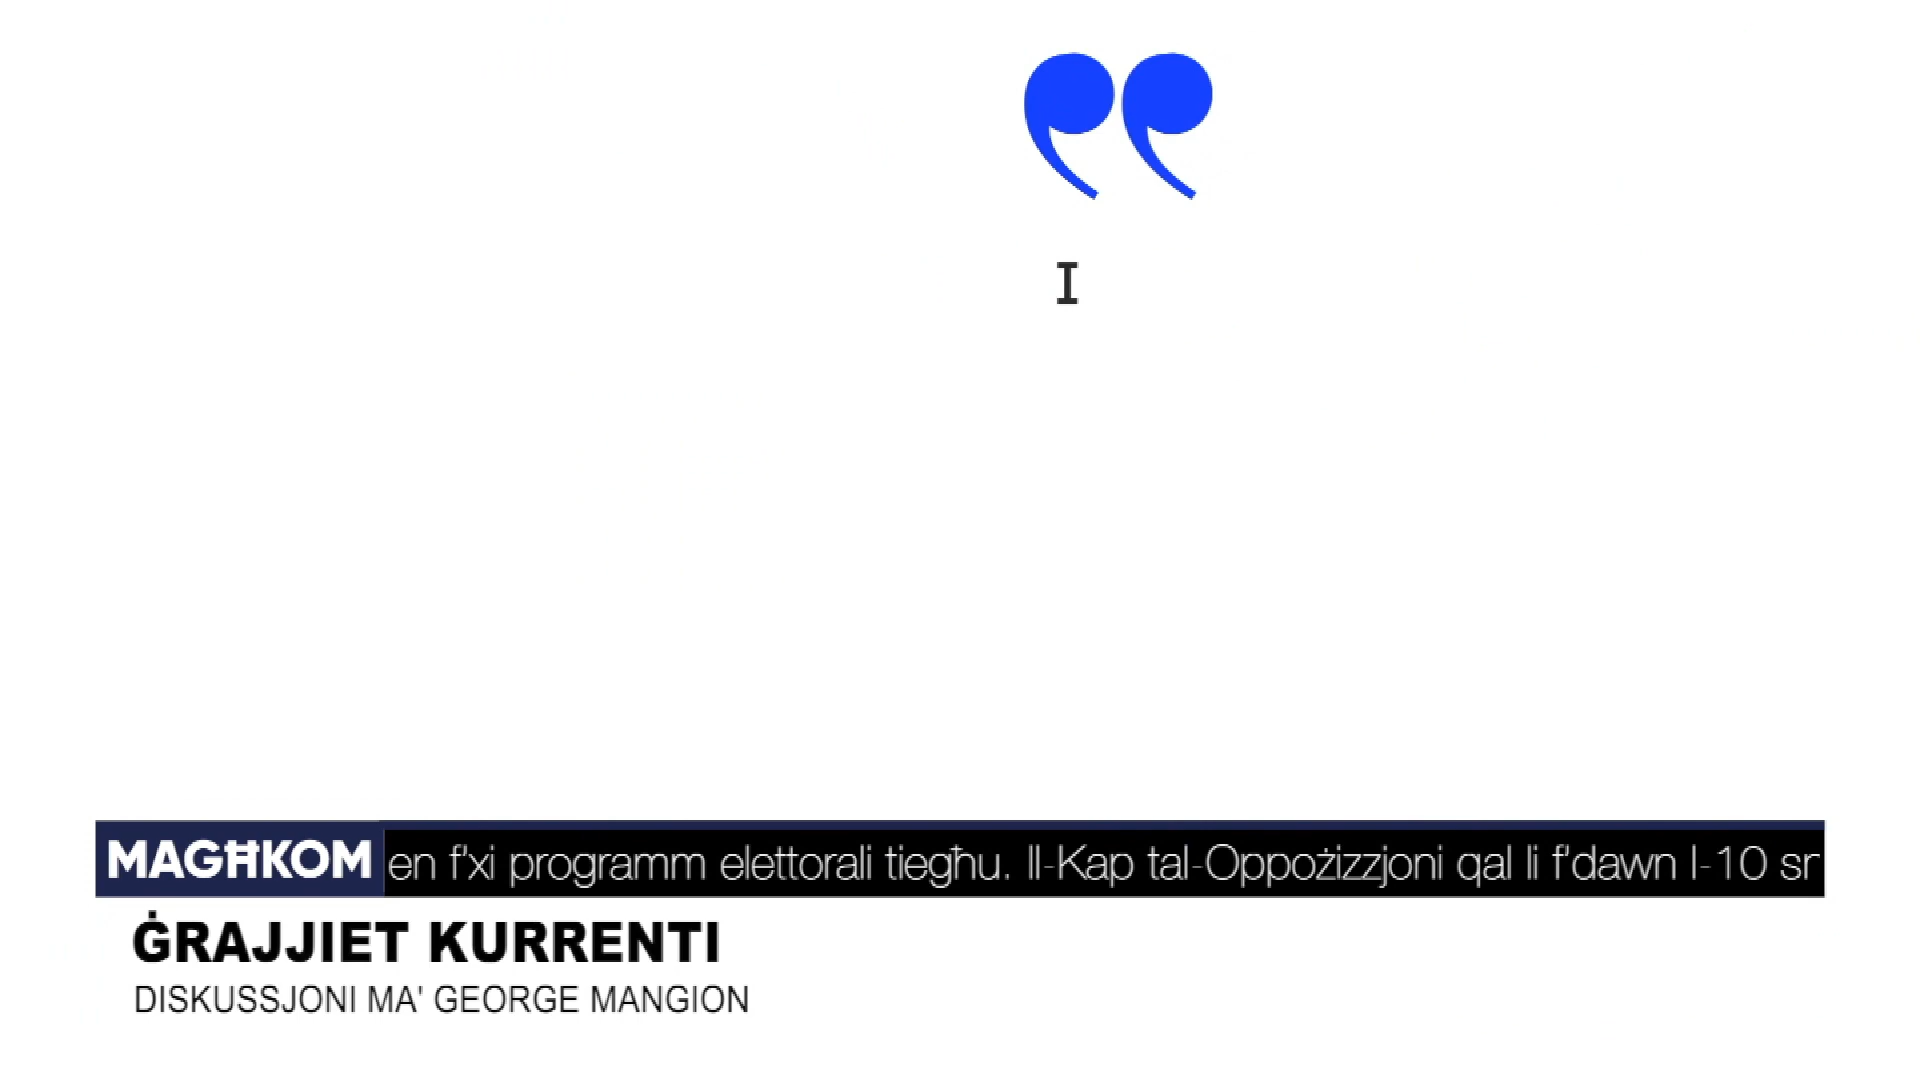 I
MAGĦKOM
en f'xi programm elettorali tiegħu. Il-Kap tal-Oppożizzjoni qal li f'dawn l-10 sn
ĠRAJJIET KURRENTI
DISKUSSJONI MA' GEORGE MANGION